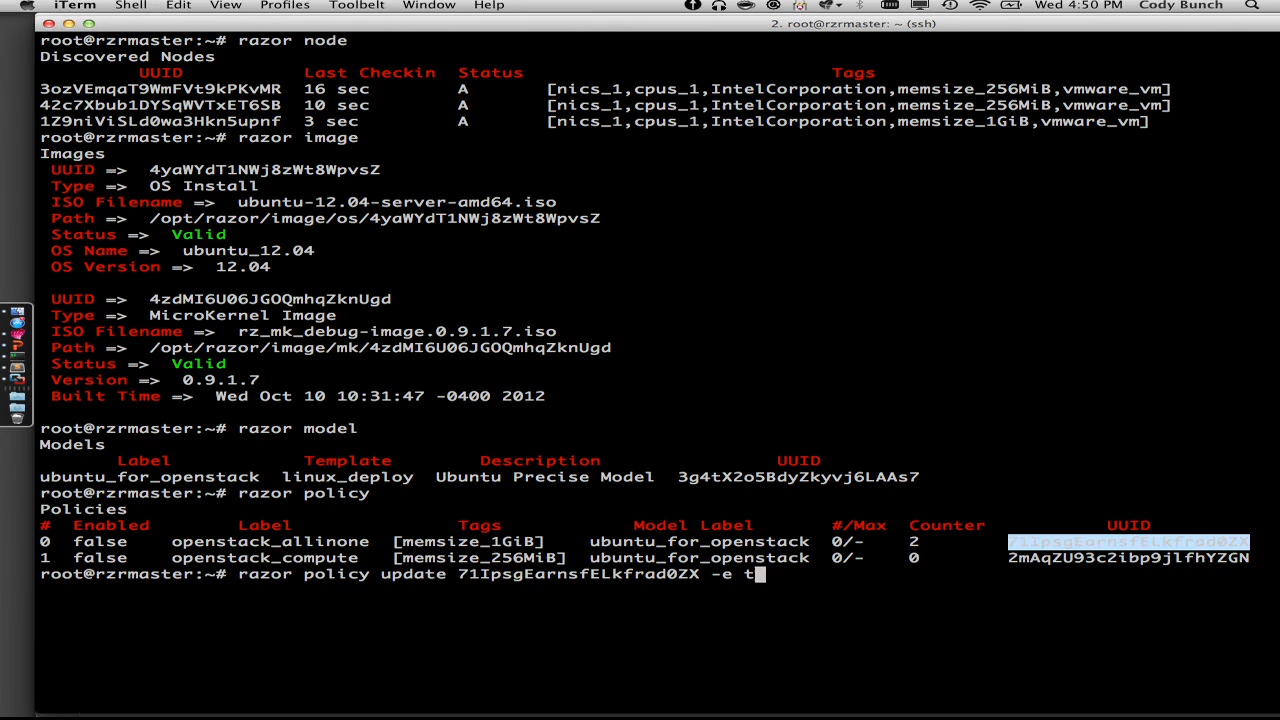 iTerm Shell Edit View Profiles Toolbelt Window Help Wed 4:50 PM Cody Bunch
2. root@rzrmaster: ~ (ssh)
root@rzrmaster:~# razor node
Discovered Nodes
UUID Last Checkin Status Tags
3ozVEmqaT9WmFVt9kPKvMR 16 sec A [nics_1,cpus_1,IntelCorporation,memsize_256MiB,vmware_vm]
42c7Xbub1DYSqWVTxET6SB 10 sec A [nics_1,cpus_1,IntelCorporation,memsize_256MiB,vmware_vm]
1Z9niViSLd0wa3Hkn5upnf 3 sec A [nics_1,cpus_1,IntelCorporation,memsize_1GiB,vmware_vm]
root@rzrmaster:~# razor image
Images
UUID => 4yaWYdT1NWj8zWt8WpvsZ
Type => OS Install
ISO Filename => ubuntu-12.04-server-amd64.iso
Path => /opt/razor/image/os/4yaWYdT1NWj8zWt8WpvsZ
Status => Valid
OS Name => ubuntu_12.04
OS Version => 12.04
UUID => 4zdMI6U06JGOQmhqZknUgd
Type => MicroKernel Image
ISO Filename => rz_mk_debug-image.0.9.1.7.iso
Path => /opt/razor/image/mk/4zdMI6U06JGOQmhqZknUgd
Status => Valid
Version => 0.9.1.7
Built Time => Wed Oct 10 10:31:47 -0400 2012
root@rzrmaster:~# razor model
Models
Label Template Description UUID
ubuntu_for_openstack linux_deploy Ubuntu Precise Model 3g4tX2o5BdyZkyvj6LAAs7
root@rzrmaster:~# razor policy
Policies
# Enabled Label Tags Model Label #/Max Counter UUID
0 false openstack_allinone [memsize_1GiB] ubuntu_for_openstack 0/- 2 71IpsgEarnsfELkfrad0ZX
1 false openstack_compute [memsize_256MiB] ubuntu_for_openstack 0/- 0 2mAqZU93c2ibp9jlfhYZGN
root@rzrmaster:~# razor policy update 71IpsgEarnsfELkfrad0ZX -e t